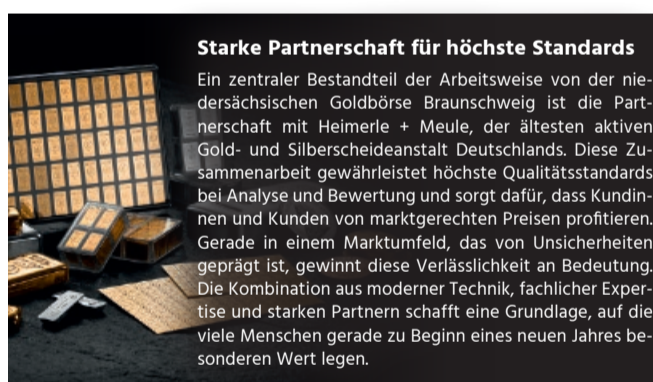 Starke Partnerschaft für höchste Standards
Ein zentraler Bestandteil der Arbeitsweise von der nie-
dersächsischen Goldbörse Braunschweig ist die Part-
nerschaft mit Heimerle + Meule, der ältesten aktiven
Gold- und Silberscheideanstalt Deutschlands. Diese Zu-
sammenarbeit gewährleistet höchste Qualitätsstandards
bei Analyse und Bewertung und sorgt dafür, dass Kundin-
nen und Kunden von marktgerechten Preisen profitieren.
Gerade in einem Marktumfeld, das von Unsicherheiten
geprägt ist, gewinnt diese Verlässlichkeit an Bedeutung.
Die Kombination aus moderner Technik, fachlicher Exper-
tise und starken Partnern schafft eine Grundlage, auf die
viele Menschen gerade zu Beginn eines neuen Jahres be-
sonderen Wert legen.